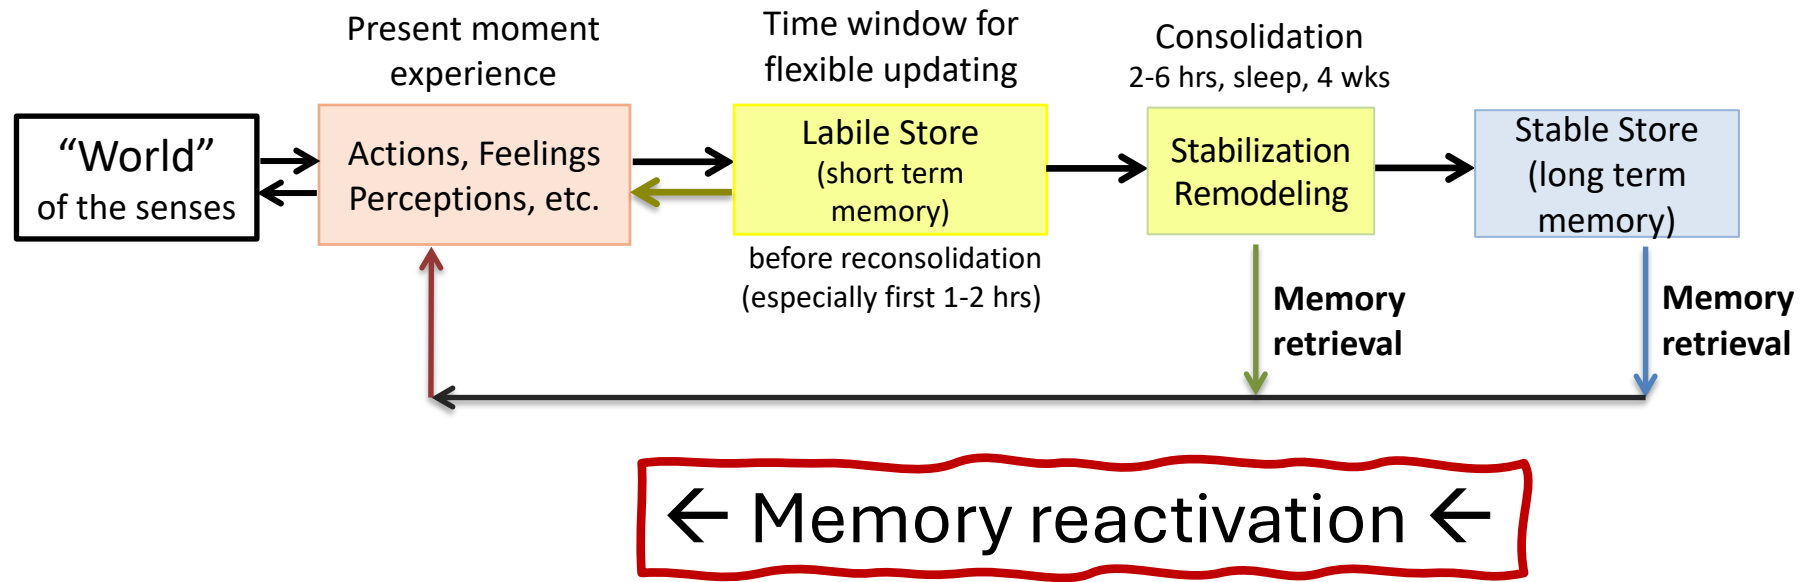 Present moment
experience
Time window for
flexible updating
Consolidation
2-6 hrs, sleep, 4 wks
“World”
of the senses
Actions, Feelings
Perceptions, etc.
Labile Store
(short term
memory)
Stabilization
Remodeling
Stable Store
(long term
memory)
before reconsolidation
(especially first 1-2 hrs)
Memory
retrieval
Memory
retrieval
← Memory reactivation ←